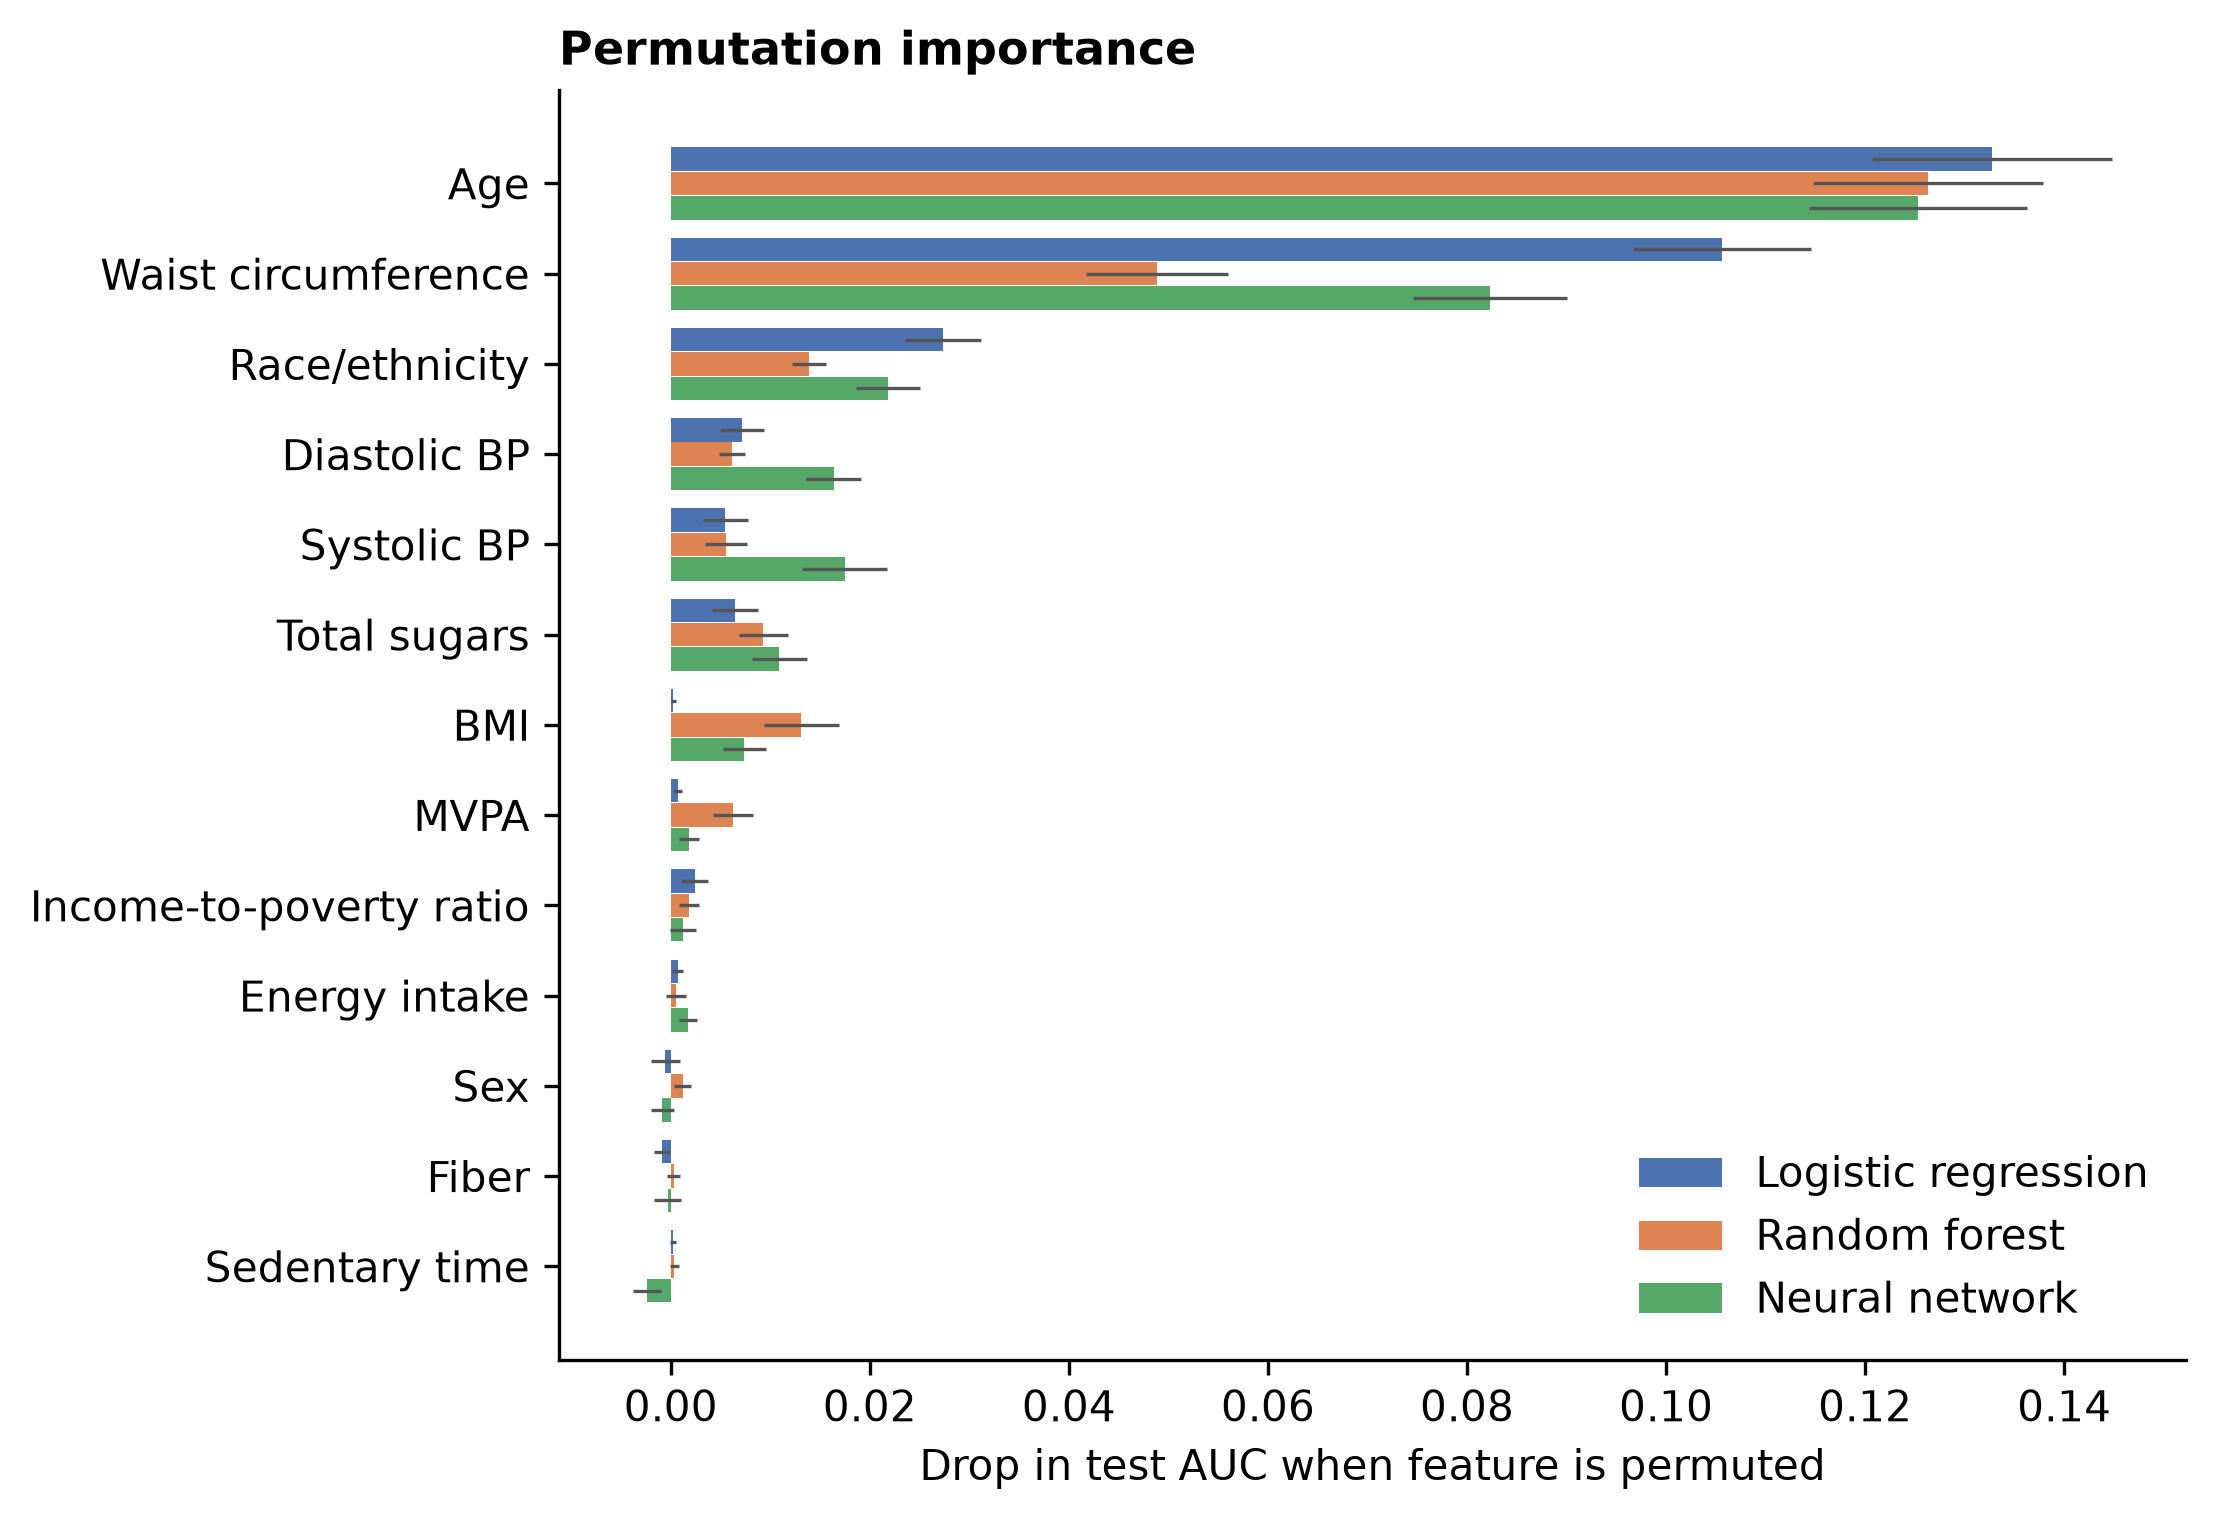 Permutation importance
Age
Waist circumference
Race/ethnicity
Diastolic BP
Systolic BP
Total sugars
BMI
MVPA
Income-to-poverty ratio
Energy intake
Sex
Fiber
Sedentary time
Logistic regression
Random forest
Neural network
0.00 0.02 0.04 0.06 0.08 0.10 0.12 0.14
Drop in test AUC when feature is permuted